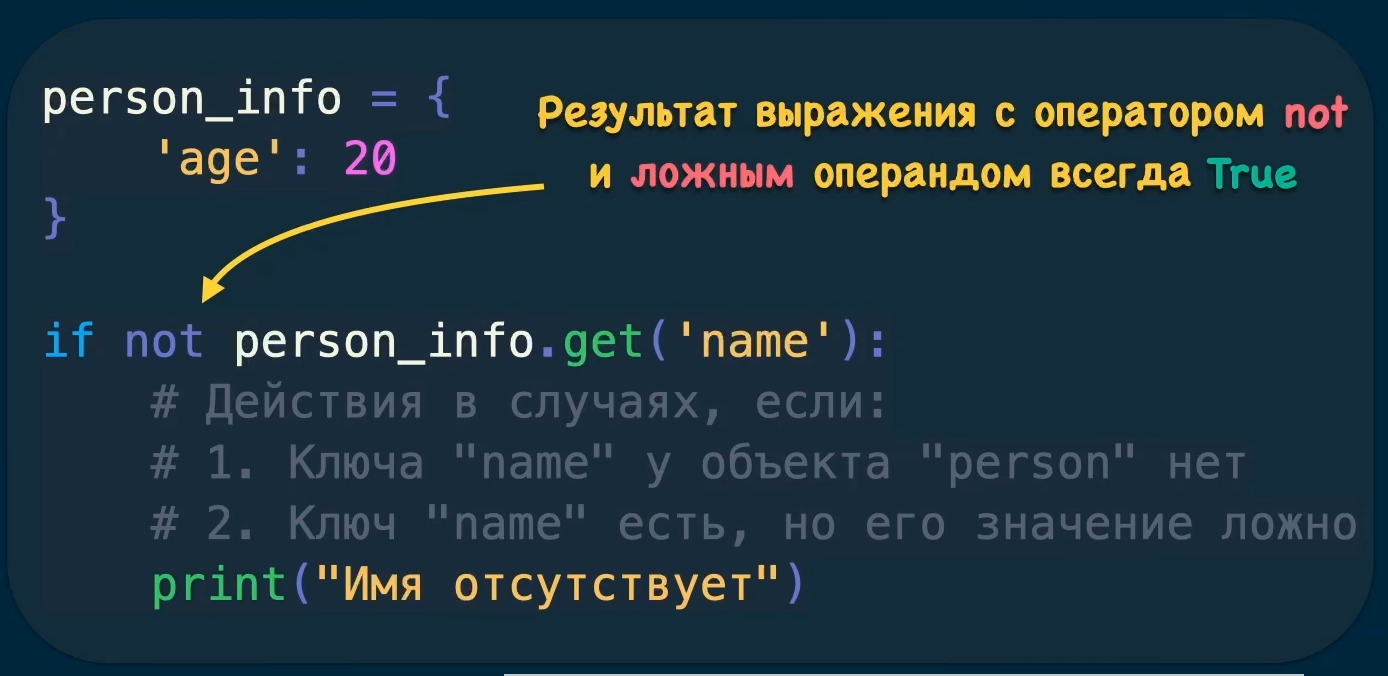 person_info = {
    'age': 20
}
Результат выражения с оператором not
и ложным операндом всегда True
if not person_info.get('name'):
    # Действия в случаях, если:
    # 1. Ключа "name" у объекта "person" нет
    # 2. Ключ "name" есть, но его значение ложно
    print("Имя отсутствует")